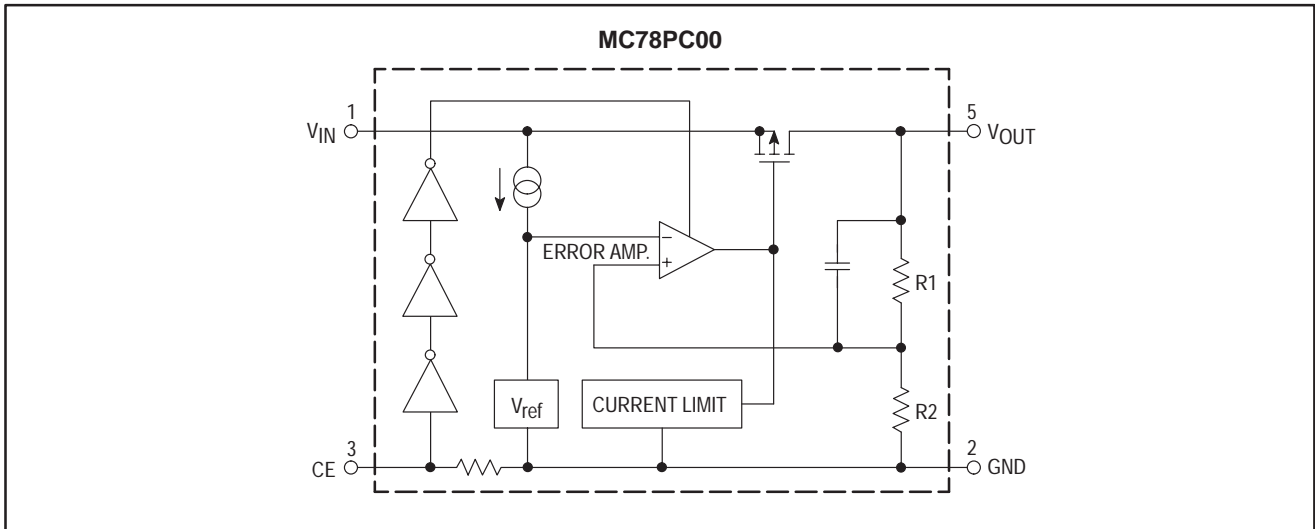 MC78PC00
1
VIN
5
VOUT
−
ERROR AMP.
+
R1
Vref
CURRENT LIMIT
R2
3
CE
2
GND